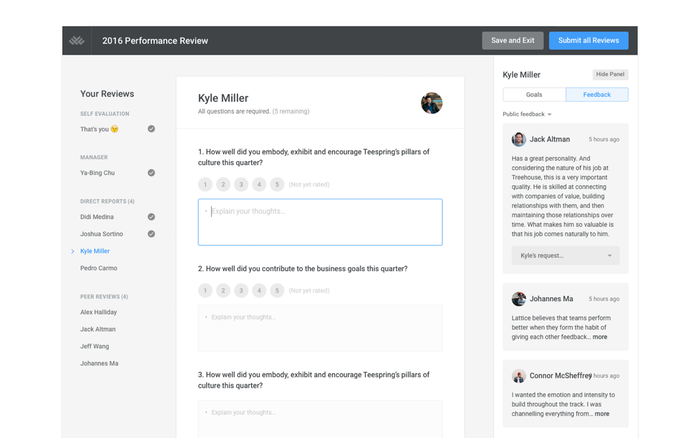 2016 Performance Review
Save and Exit
Submit all Reviews
Your Reviews
SELF EVALUATION
That's you 😉
MANAGER
Ya-Bing Chu
DIRECT REPORTS (4)
Didi Medina
Joshua Sortino
Kyle Miller
Pedro Carmo
PEER REVIEWS (4)
Alex Halliday
Jack Altman
Jeff Wang
Johannes Ma
Kyle Miller
All questions are required. (5 remaining)
1. How well did you embody, exhibit and encourage Teespring's pillars of
culture this quarter?
1 2 3 4 5 (Not yet rated)
• Explain your thoughts...
2. How well did you contribute to the business goals this quarter?
1 2 3 4 5 (Not yet rated)
• Explain your thoughts...
3. How well did you embody, exhibit and encourage Teespring's pillars of
culture this quarter?
• Explain your thoughts...
Kyle Miller
Hide Panel
Goals
Feedback
Public feedback
Jack Altman 5 hours ago
Has a great personality. And
considering the nature of his job at
Treehouse, this is a very important
quality. He is skilled at connecting
with companies of value, building
relationships with them, and then
maintaining those relationships over
time. What makes him so valuable is
that his job comes naturally to him.
Kyle's request...
Johannes Ma 5 hours ago
Lattice believes that teams perform
better when they form the habit of
giving each other feedback... more
Connor McSheffrey hours ago
I wanted the emotion and intensity to
build throughout the track. I was
channelling everything from... more